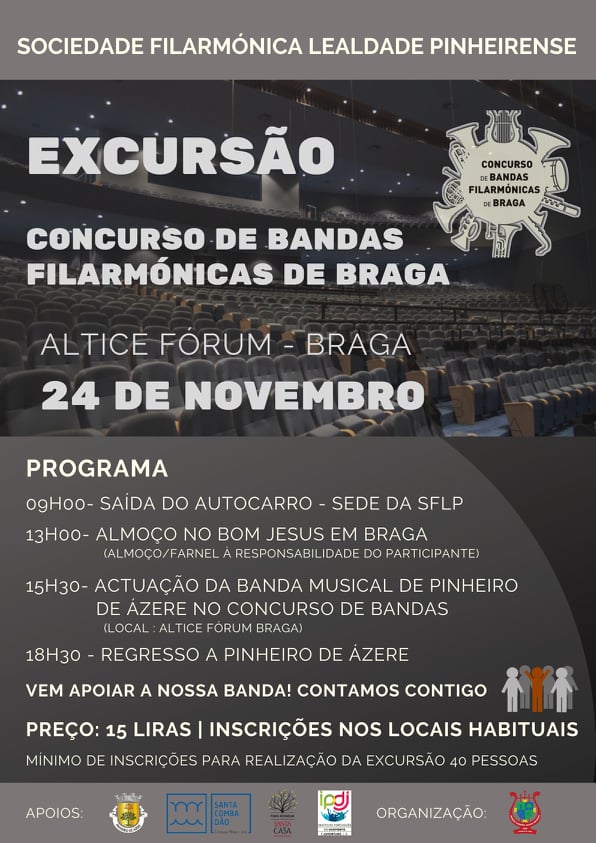 SOCIEDADE FILARMÓNICA LEALDADE PINHEIRENSE
EXCURSÃO
CONCURSO
DE BANDAS
FILARMÓNICAS
DE BRAGA
CONCURSO DE BANDAS
FILARMÓNICAS DE BRAGA
ALTICE FÓRUM - BRAGA
24 DE NOVEMBRO
PROGRAMA
09H00- SAÍDA DO AUTOCARRO - SEDE DA SFLP
13H00- ALMOÇO NO BOM JESUS EM BRAGA
(ALMOÇO/FARNEL À RESPONSABILIDADE DO PARTICIPANTE)
15H30- ACTUAÇÃO DA BANDA MUSICAL DE PINHEIRO
DE ÁZERE NO CONCURSO DE BANDAS
(LOCAL : ALTICE FÓRUM BRAGA)
18H30 - REGRESSO A PINHEIRO DE ÁZERE
VEM APOIAR A NOSSA BANDA! CONTAMOS CONTIGO
PREÇO: 15 LIRAS | INSCRIÇÕES NOS LOCAIS HABITUAIS
MÍNIMO DE INSCRIÇÕES PARA REALIZAÇÃO DA EXCURSÃO 40 PESSOAS
APOIOS:
SANTA
COMBA
DÃO
SANTA
CASA
ipdj
ORGANIZAÇÃO: